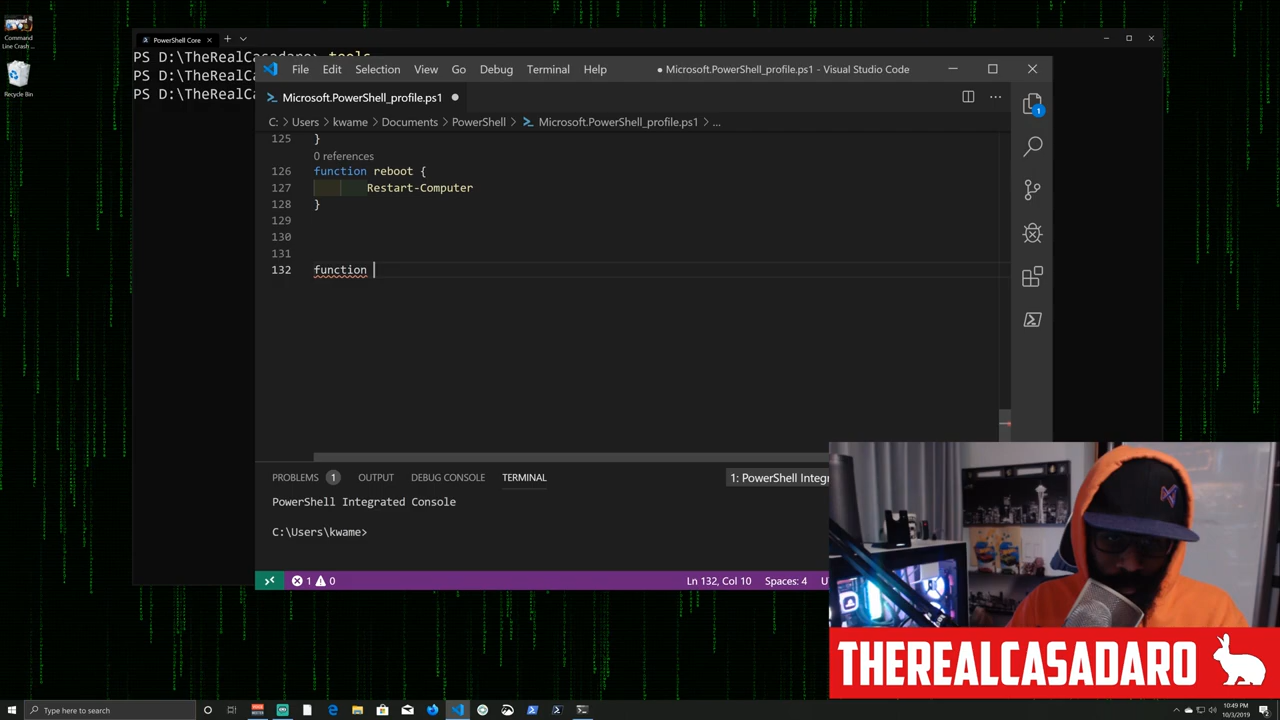 Command
Line Crash ...
Recycle Bin
PowerShell Core
PS D:\TheRealCasadaro> tools
PS D:\TheRealCa
PS D:\TheRealCa
File Edit Selection View Go Debug Terminal Help
● Microsoft.PowerShell_profile.ps1 - Visual Studio Code
Microsoft.PowerShell_profile.ps1
C: > Users > kwame > Documents > PowerShell > Microsoft.PowerShell_profile.ps1 > ...
1
125 }
0 references
126 function reboot {
127 Restart-Computer
128 }
129
130
131
132 function
PROBLEMS 1 OUTPUT DEBUG CONSOLE TERMINAL
1: PowerShell Integr
PowerShell Integrated Console
C:\Users\kwame>
1 0
Ln 132, Col 10 Spaces: 4 U
THEREALCASADARO
Type here to search
10:49 PM
10/3/2019
2